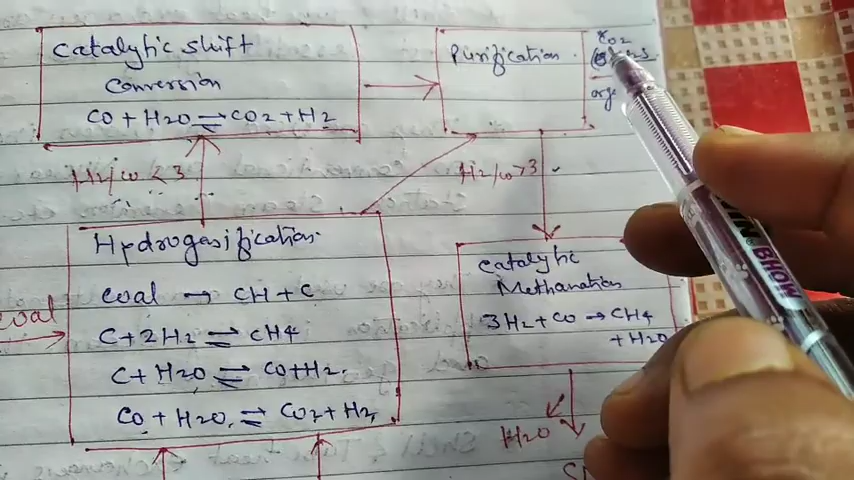 Catalytic shift
Conversion
CO + H2O ⇌ CO2 + H2
Purification.
CO2
H2/CO < 3
H2/CO > 3
Hydrogasification.
Coal → CH + C
C + 2H2 ⇌ CH4
C + H2O ⇌ CO + H2.
CO + H2O ⇌ CO2 + H2
coal
Catalytic
Methanation
3H2 + CO → CH4
+ H2O
H2O